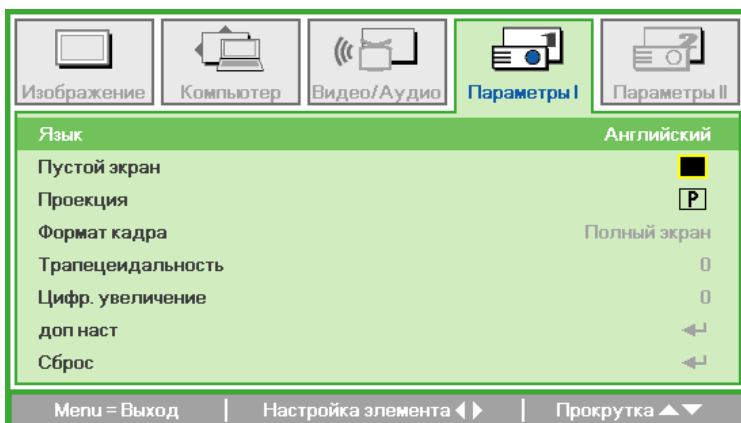 Изображение Компьютер Видео/Аудио Параметры I Параметры II
Язык Английский
Пустой экран
Проекция P
Формат кадра Полный экран
Трапецеидальность 0
Цифр. увеличение 0
доп наст
Сброс
Menu = Выход | Настройка элемента | Прокрутка